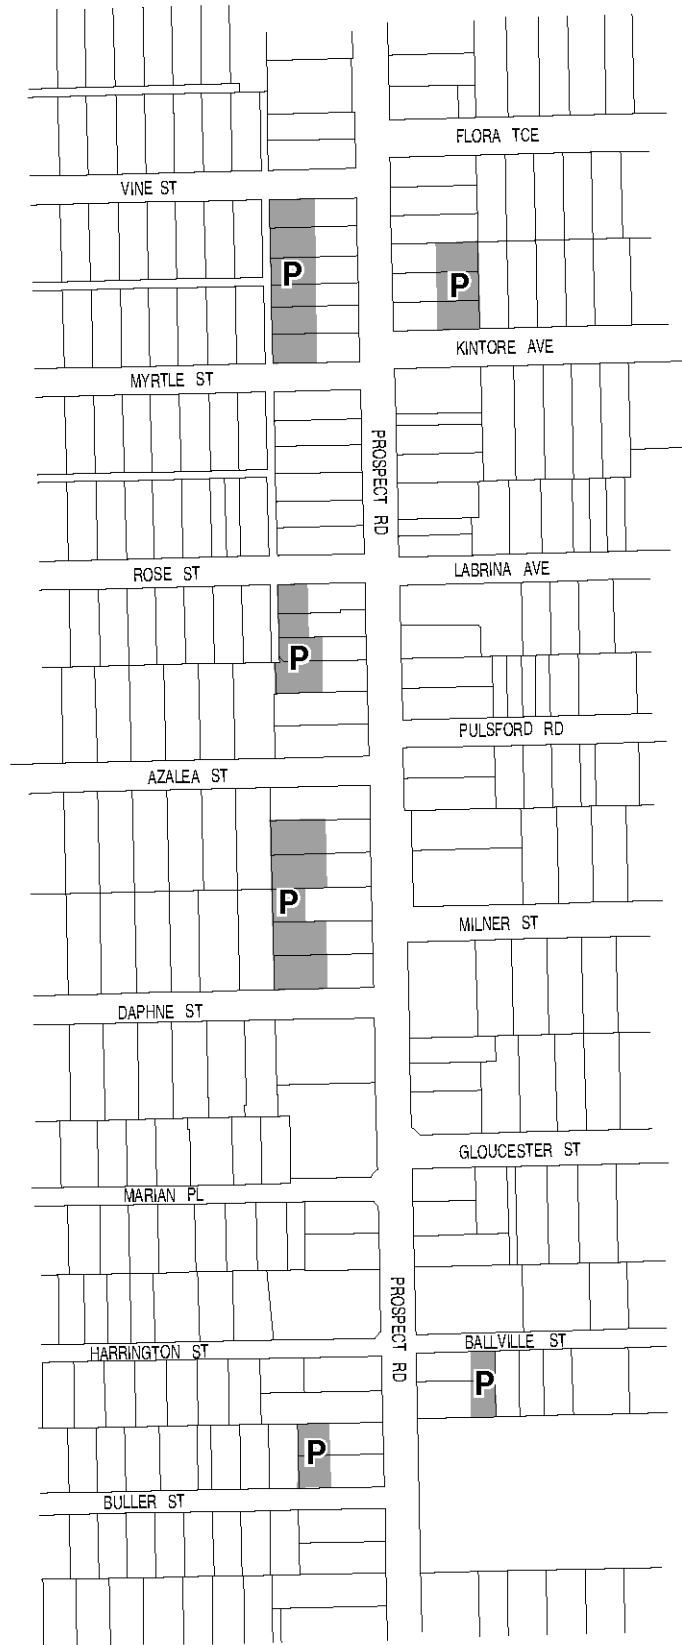 FLORA TCE
VINE ST
P
P
KINTORE AVE
MYRTLE ST
PROSPECT RD
LABRINA AVE
ROSE ST
P
PULSFORD RD
AZALEA ST
P
MILNER ST
DAPHNE ST
GLOUCESTER ST
MARIAN PL
PROSPECT RD
BALLVILLE ST
HARRINGTON ST
P
P
BULLER ST